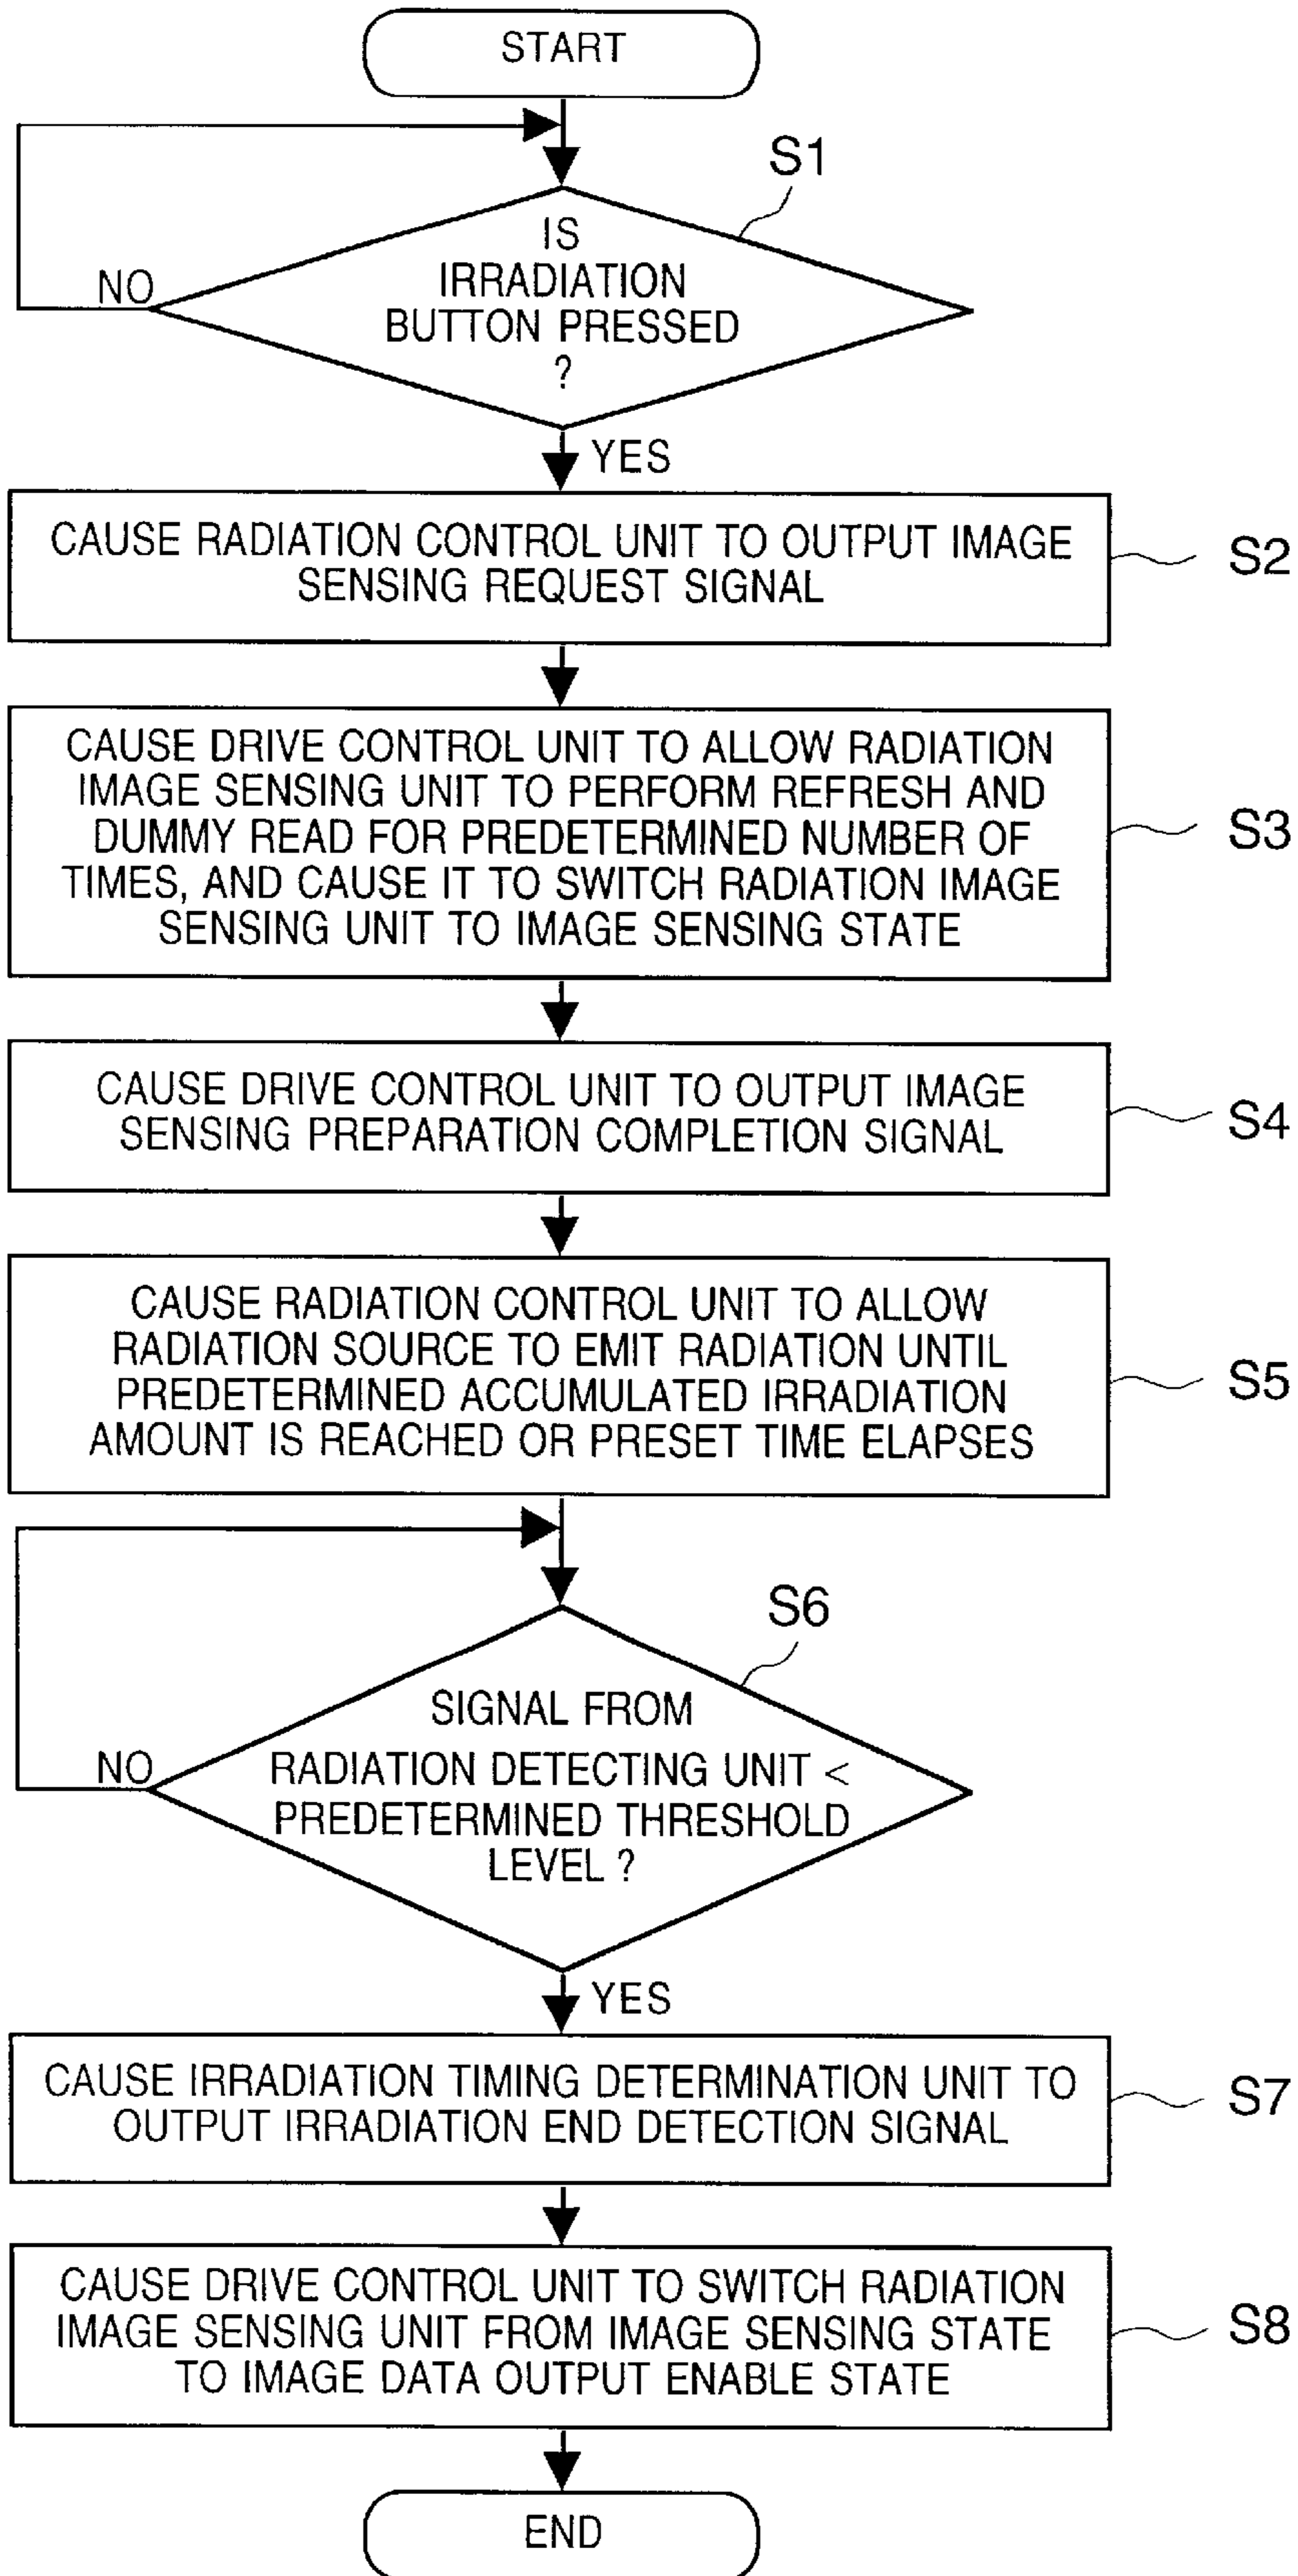 START
S1
IS
IRRADIATION
BUTTON PRESSED
?
NO
YES
CAUSE RADIATION CONTROL UNIT TO OUTPUT IMAGE
SENSING REQUEST SIGNAL
S2
CAUSE DRIVE CONTROL UNIT TO ALLOW RADIATION
IMAGE SENSING UNIT TO PERFORM REFRESH AND
DUMMY READ FOR PREDETERMINED NUMBER OF
TIMES, AND CAUSE IT TO SWITCH RADIATION IMAGE
SENSING UNIT TO IMAGE SENSING STATE
S3
CAUSE DRIVE CONTROL UNIT TO OUTPUT IMAGE
SENSING PREPARATION COMPLETION SIGNAL
S4
CAUSE RADIATION CONTROL UNIT TO ALLOW
RADIATION SOURCE TO EMIT RADIATION UNTIL
PREDETERMINED ACCUMULATED IRRADIATION
AMOUNT IS REACHED OR PRESET TIME ELAPSES
S5
S6
SIGNAL FROM
RADIATION DETECTING UNIT <
PREDETERMINED THRESHOLD
LEVEL ?
NO
YES
CAUSE IRRADIATION TIMING DETERMINATION UNIT TO
OUTPUT IRRADIATION END DETECTION SIGNAL
S7
CAUSE DRIVE CONTROL UNIT TO SWITCH RADIATION
IMAGE SENSING UNIT FROM IMAGE SENSING STATE
TO IMAGE DATA OUTPUT ENABLE STATE
S8
END